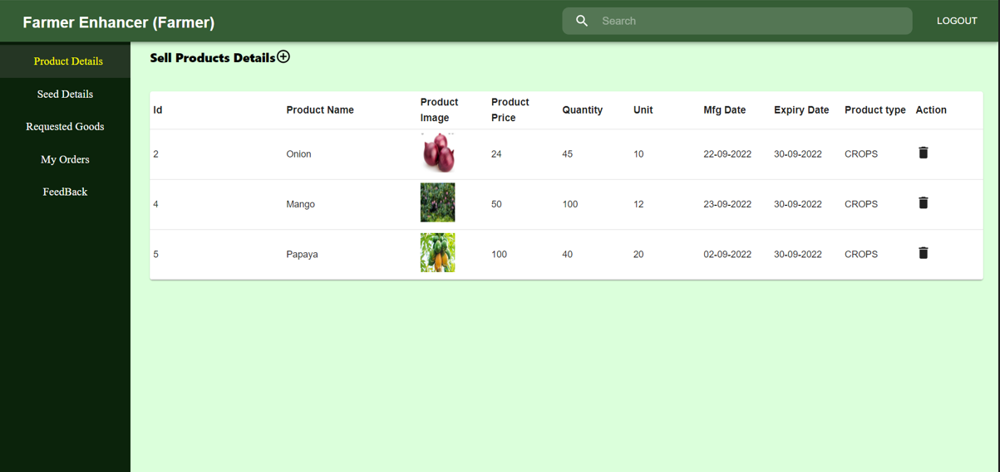 Farmer Enhancer (Farmer)
Search
LOGOUT
Product Details
Seed Details
Requested Goods
My Orders
FeedBack
Sell Products Details
Id Product Name Product Image Product Price Quantity Unit Mfg Date Expiry Date Product type Action
2 Onion 24 45 10 22-09-2022 30-09-2022 CROPS
4 Mango 50 100 12 23-09-2022 30-09-2022 CROPS
5 Papaya 100 40 20 02-09-2022 30-09-2022 CROPS